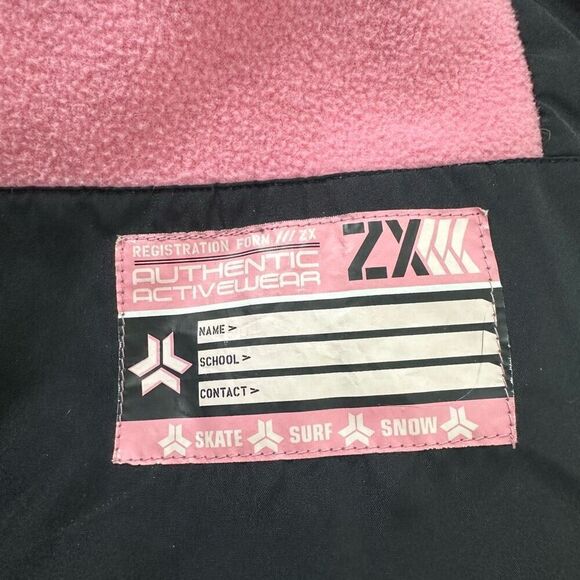 REGISTRATION FORM /// ZX
AUTHENTIC
ACTIVEWEAR
ZX
NAME >
SCHOOL >
CONTACT >
SKATE SURF SNOW